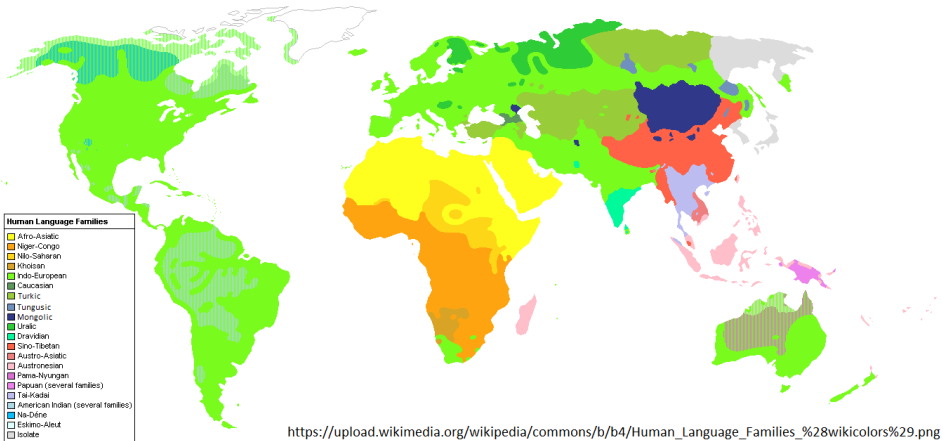 Human Language Families
Afro-Asiatic
Niger-Congo
Nilo-Saharan
Khoisan
Indo-European
Caucasian
Turkic
Tungusic
Mongolic
Uralic
Dravidian
Sino-Tibetan
Austro-Asiatic
Austronesian
Pama-Nyungan
Papuan (several families)
Tai-Kadai
American Indian (several families)
Na-Déne
Eskimo-Aleut
Isolate
https://upload.wikimedia.org/wikipedia/commons/b/b4/Human_Language_Families_%28wikicolors%29.png